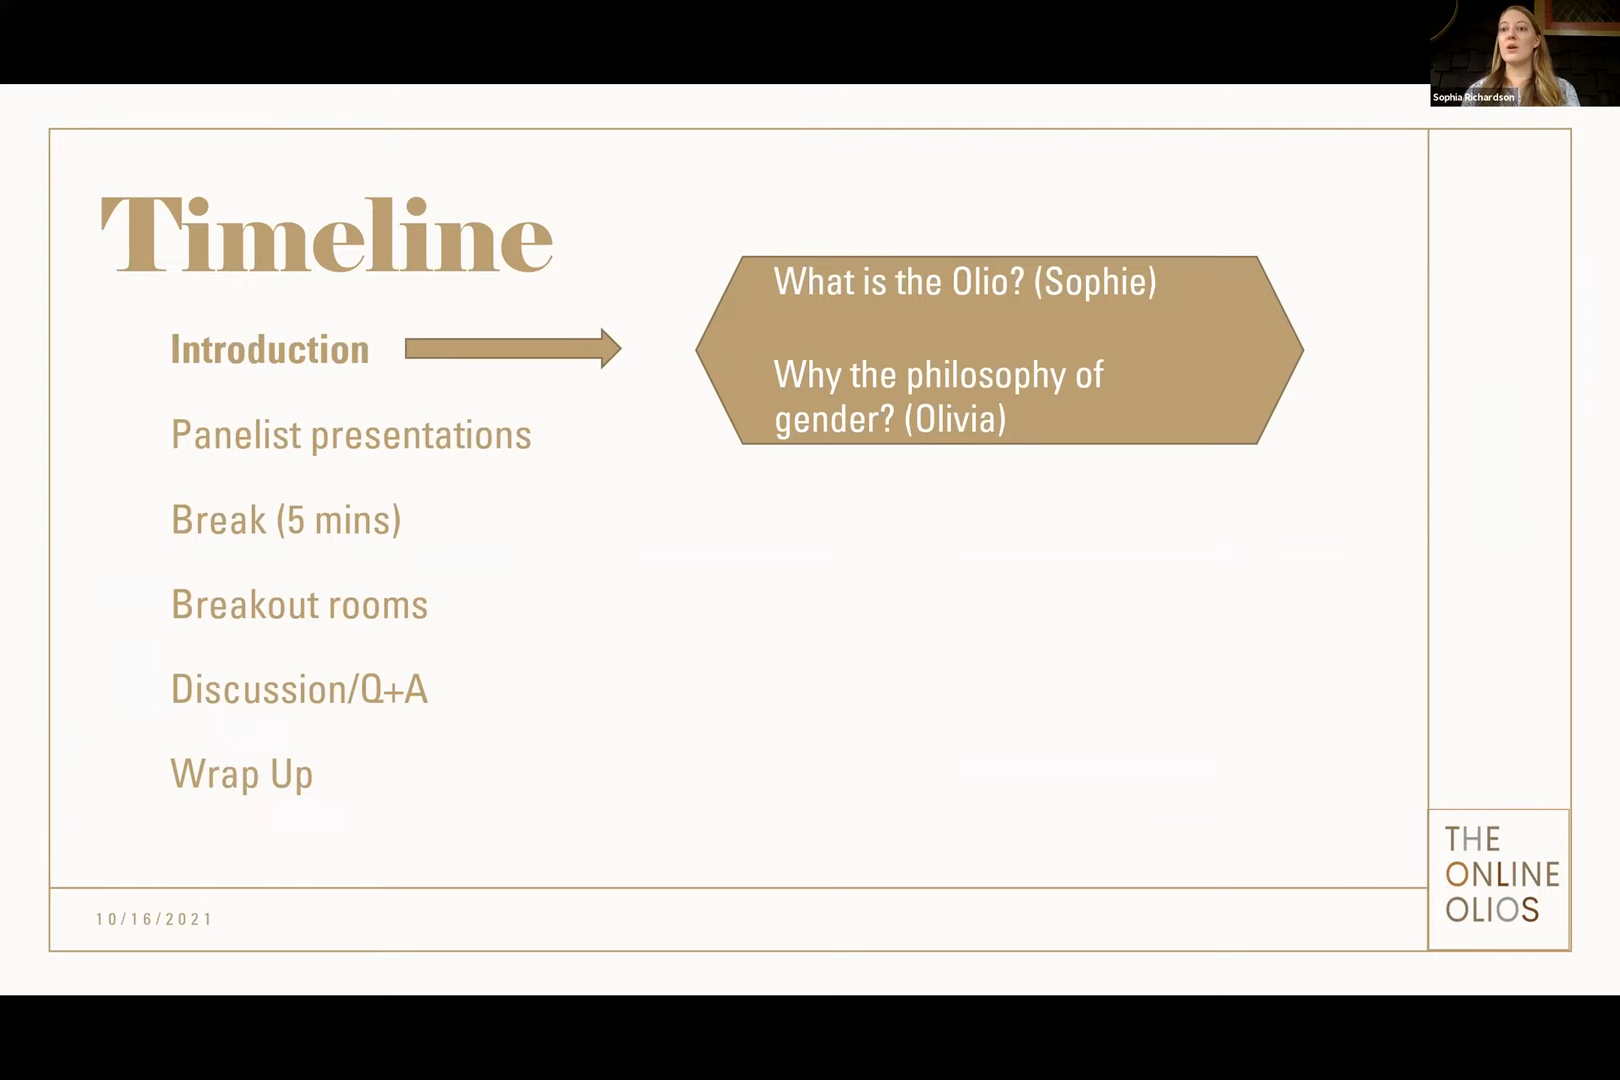 Sophia Richardson
Timeline
Introduction
What is the Olio? (Sophie)
Why the philosophy of
gender? (Olivia)
Panelist presentations
Break (5 mins)
Breakout rooms
Discussion/Q+A
Wrap Up
10/16/2021
THE
ONLINE
OLIOS